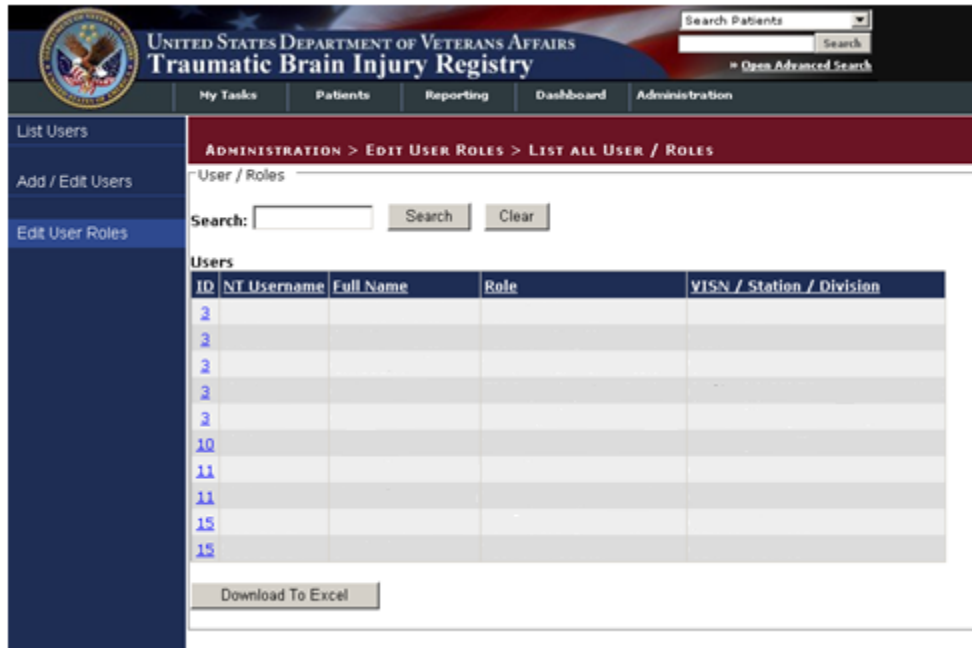 Search Patients
UNITED STATES DEPARTMENT OF VETERANS AFFAIRS
Search
Traumatic Brain Injury Registry
» Open Advanced Search
My Tasks Patients Reporting Dashboard Administration
List Users
ADMINISTRATION > EDIT USER ROLES > LIST ALL USER / ROLES
Add / Edit Users
User / Roles
Edit User Roles
Search: Search Clear
Users
ID NT Username Full Name Role VISN / Station / Division
3
3
3
3
3
10
11
11
15
15
Download To Excel